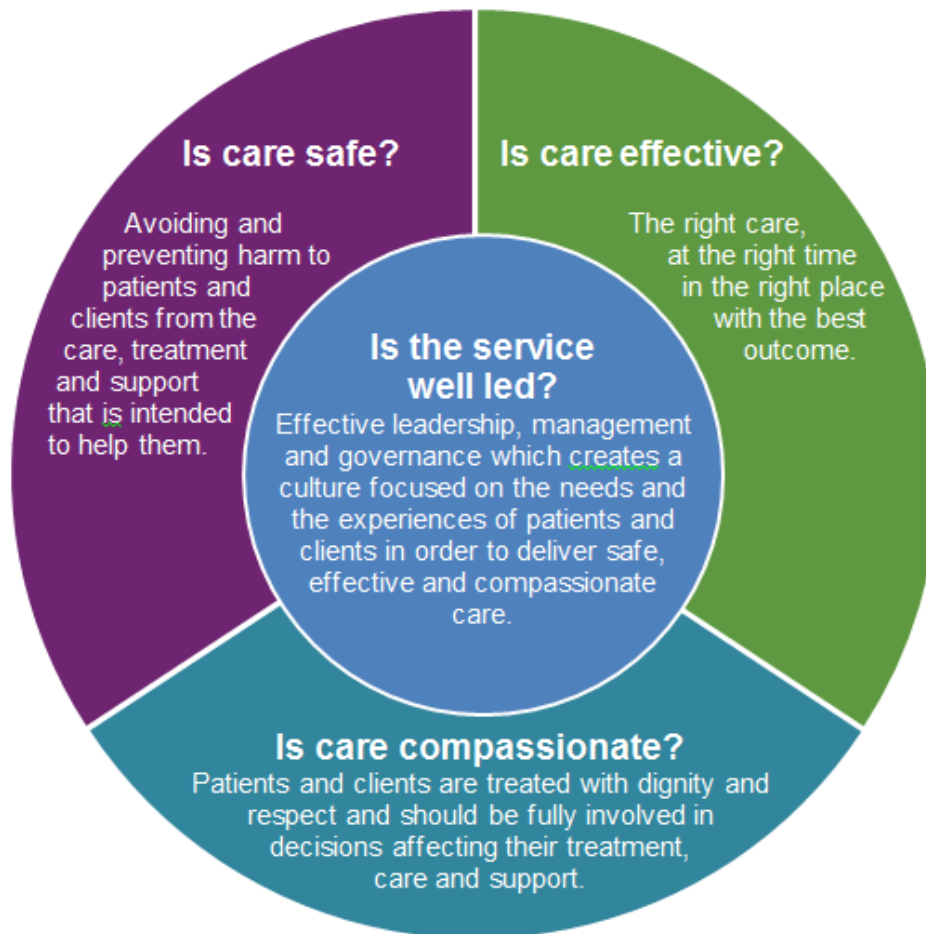 Is care safe?
Avoiding and
preventing harm to
patients and
clients from the
care, treatment
and support
that is intended
to help them.
Is care effective?
The right care,
at the right time
in the right place
with the best
outcome.
Is the service
well led?
Effective leadership, management
and governance which creates a
culture focused on the needs and
the experiences of patients and
clients in order to deliver safe,
effective and compassionate
care.
Is care compassionate?
Patients and clients are treated with dignity and
respect and should be fully involved in
decisions affecting their treatment,
care and support.